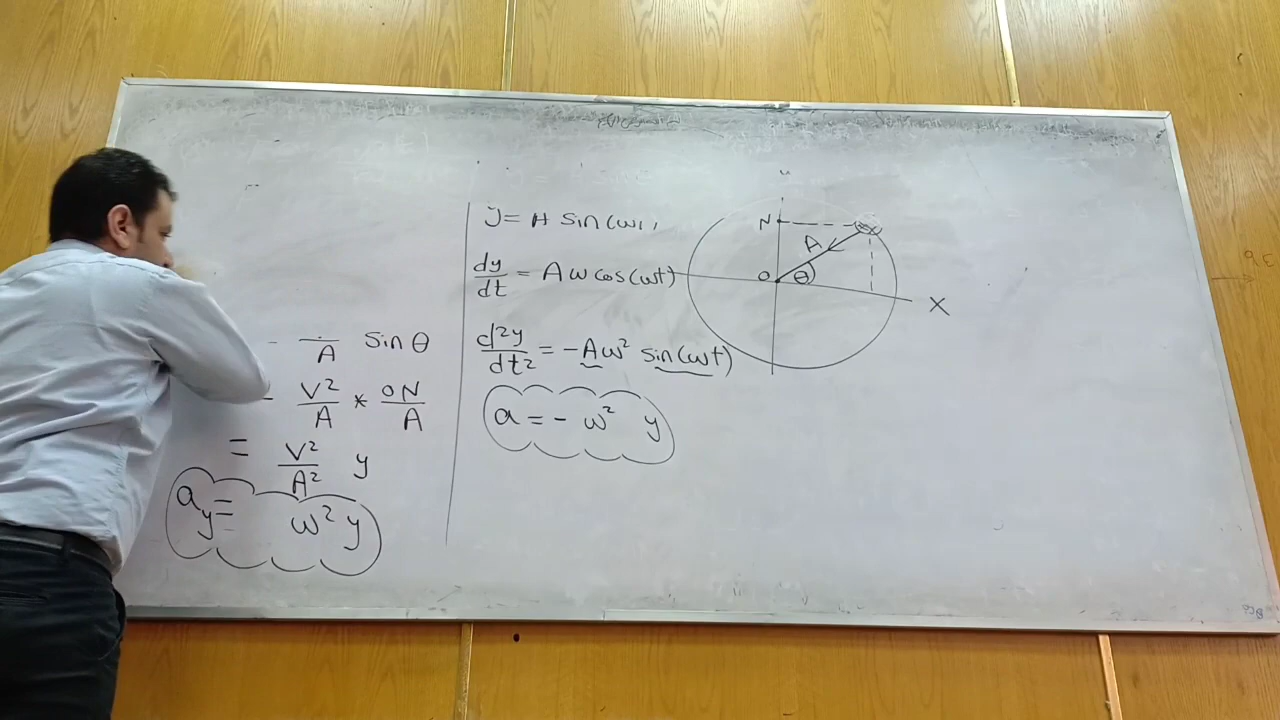 - —/A sin θ
- V²/A * ON/A
= V²/A² y
a_y = ω² y
y = A sin(ωt)
dy/dt = A ω cos(ωt)
d²y/dt² = -Aω² sin(ωt)
a = - ω² y
N
A
O θ
X